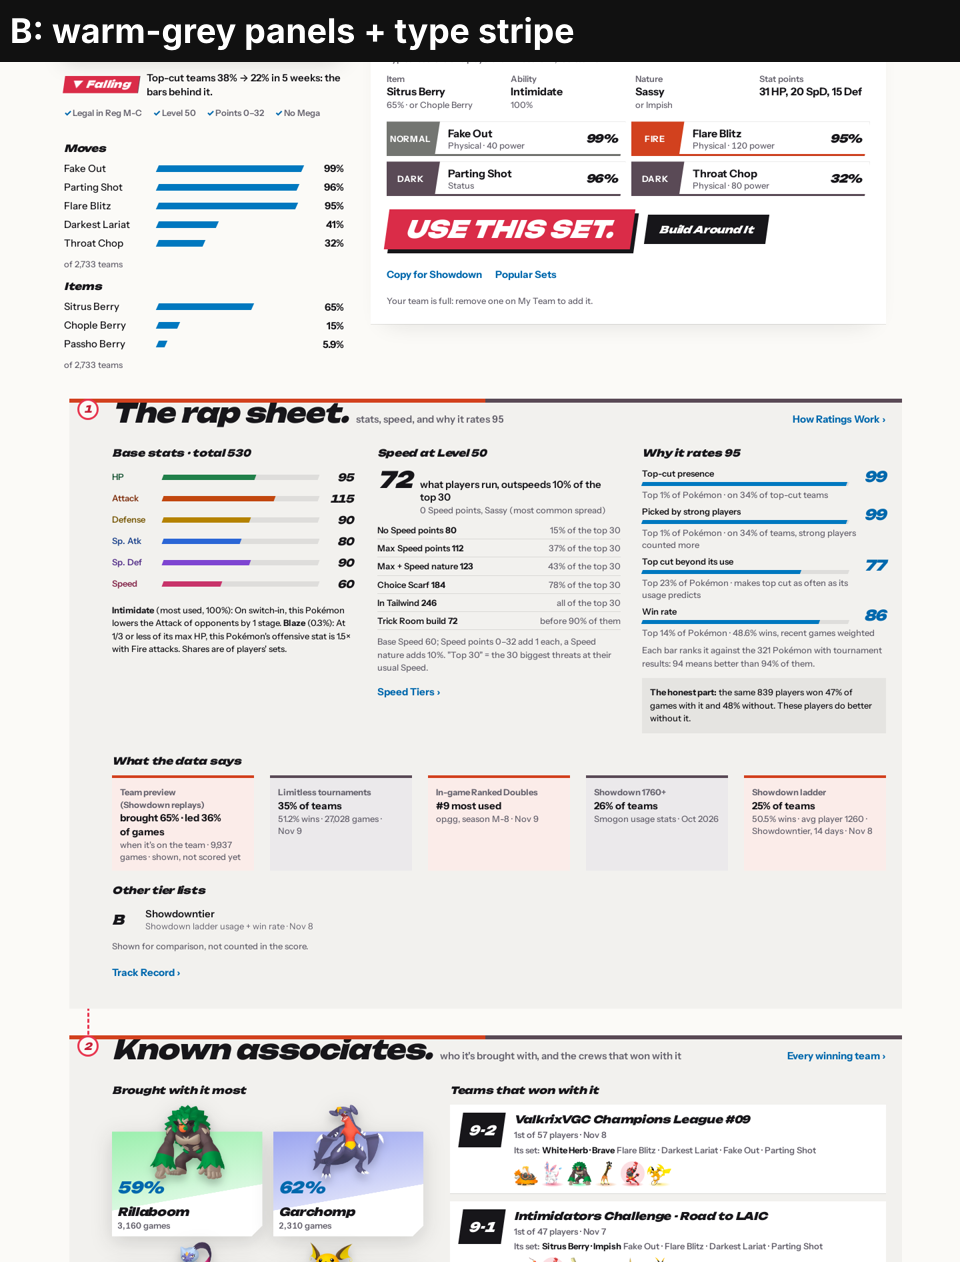 B: warm-grey panels + type stripe
▼ Falling
Top-cut teams 38% → 22% in 5 weeks: the
bars behind it.
✓Legal in Reg M-C ✓Level 50 ✓Points 0–32 ✓No Mega
Moves
Fake Out 99%
Parting Shot 96%
Flare Blitz 95%
Darkest Lariat 41%
Throat Chop 32%
of 2,733 teams
Items
Sitrus Berry 65%
Chople Berry 15%
Passho Berry 5.9%
of 2,733 teams
Item Ability Nature Stat points
Sitrus Berry Intimidate Sassy 31 HP, 20 SpD, 15 Def
65% · or Chople Berry 100% or Impish
NORMAL Fake Out 99%
Physical · 40 power
FIRE Flare Blitz 95%
Physical · 120 power
DARK Parting Shot 96%
Status
DARK Throat Chop 32%
Physical · 80 power
USE THIS SET. Build Around It
Copy for Showdown Popular Sets
Your team is full: remove one on My Team to add it.
1 The rap sheet. stats, speed, and why it rates 95 How Ratings Work ›
Base stats · total 530
HP 95
Attack 115
Defense 90
Sp. Atk 80
Sp. Def 90
Speed 60
Intimidate (most used, 100%): On switch-in, this Pokémon
lowers the Attack of opponents by 1 stage. Blaze (0.3%): At
1/3 or less of its max HP, this Pokémon's offensive stat is 1.5×
with Fire attacks. Shares are of players' sets.
Speed at Level 50
72 what players run, outspeeds 10% of the
top 30
0 Speed points, Sassy (most common spread)
No Speed points 80 15% of the top 30
Max Speed points 112 37% of the top 30
Max + Speed nature 123 43% of the top 30
Choice Scarf 184 78% of the top 30
In Tailwind 246 all of the top 30
Trick Room build 72 before 90% of them
Base Speed 60; Speed points 0–32 add 1 each, a Speed
nature adds 10%. "Top 30" = the 30 biggest threats at their
usual Speed.
Speed Tiers ›
Why it rates 95
Top-cut presence 99
Top 1% of Pokémon · on 34% of top-cut teams
Picked by strong players 99
Top 1% of Pokémon · on 34% of teams, strong players
counted more
Top cut beyond its use 77
Top 23% of Pokémon · makes top cut as often as its
usage predicts
Win rate 86
Top 14% of Pokémon · 48.6% wins, recent games weighted
Each bar ranks it against the 321 Pokémon with tournament
results: 94 means better than 94% of them.
The honest part: the same 839 players won 47% of
games with it and 48% without. These players do better
without it.
What the data says
Team preview
(Showdown replays)
brought 65% · led 36%
of games
when it's on the team · 9,937
games · shown, not scored yet
Limitless tournaments
35% of teams
51.2% wins · 27,028 games ·
Nov 9
In-game Ranked Doubles
#9 most used
op.gg, season M-8 · Nov 9
Showdown 1760+
26% of teams
Smogon usage stats · Oct 2026
Showdown ladder
25% of teams
50.5% wins · avg player 1260 ·
Showdowntier, 14 days · Nov 8
Other tier lists
B Showdowntier
Showdown ladder usage + win rate · Nov 8
Shown for comparison, not counted in the score.
Track Record ›
2 Known associates. who it's brought with, and the crews that won with it Every winning team ›
Brought with it most
59%
Rillaboom
3,160 games
62%
Garchomp
2,310 games
Teams that won with it
9-2 ValkrixVGC Champions League #09
1st of 57 players · Nov 8
Its set: White Herb · Brave Flare Blitz · Darkest Lariat · Fake Out · Parting Shot
9-1 Intimidators Challenge - Road to LAIC
1st of 47 players · Nov 7
Its set: Sitrus Berry · Impish Fake Out · Flare Blitz · Darkest Lariat · Parting Shot